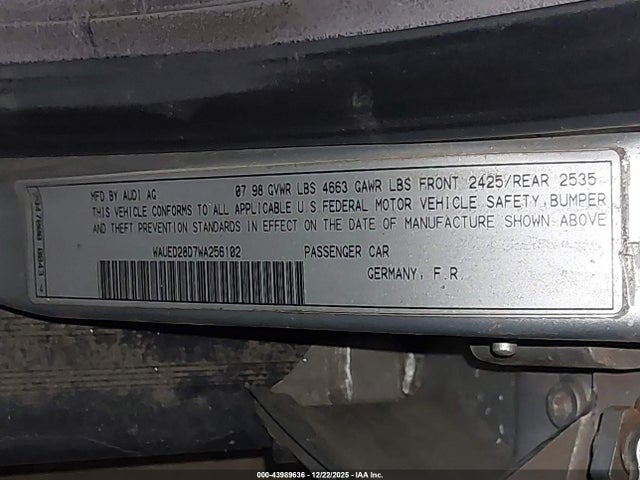 MFD BY AUDI AG 07 98 GVWR LBS 4663 GAWR LBS FRONT 2425/REAR 2535
THIS VEHICLE CONFORMS TO ALL APPLICABLE U.S FEDERAL MOTOR VEHICLE SAFETY, BUMPER
AND THEFT PREVENTION STANDARDS IN EFFECT ON THE DATE OF MANUFACTURE SHOWN ABOVE
WAUED28D7WA256102 PASSENGER CAR
GERMANY, F.R.
000-43989636 - 12/22/2025 - IAA Inc.